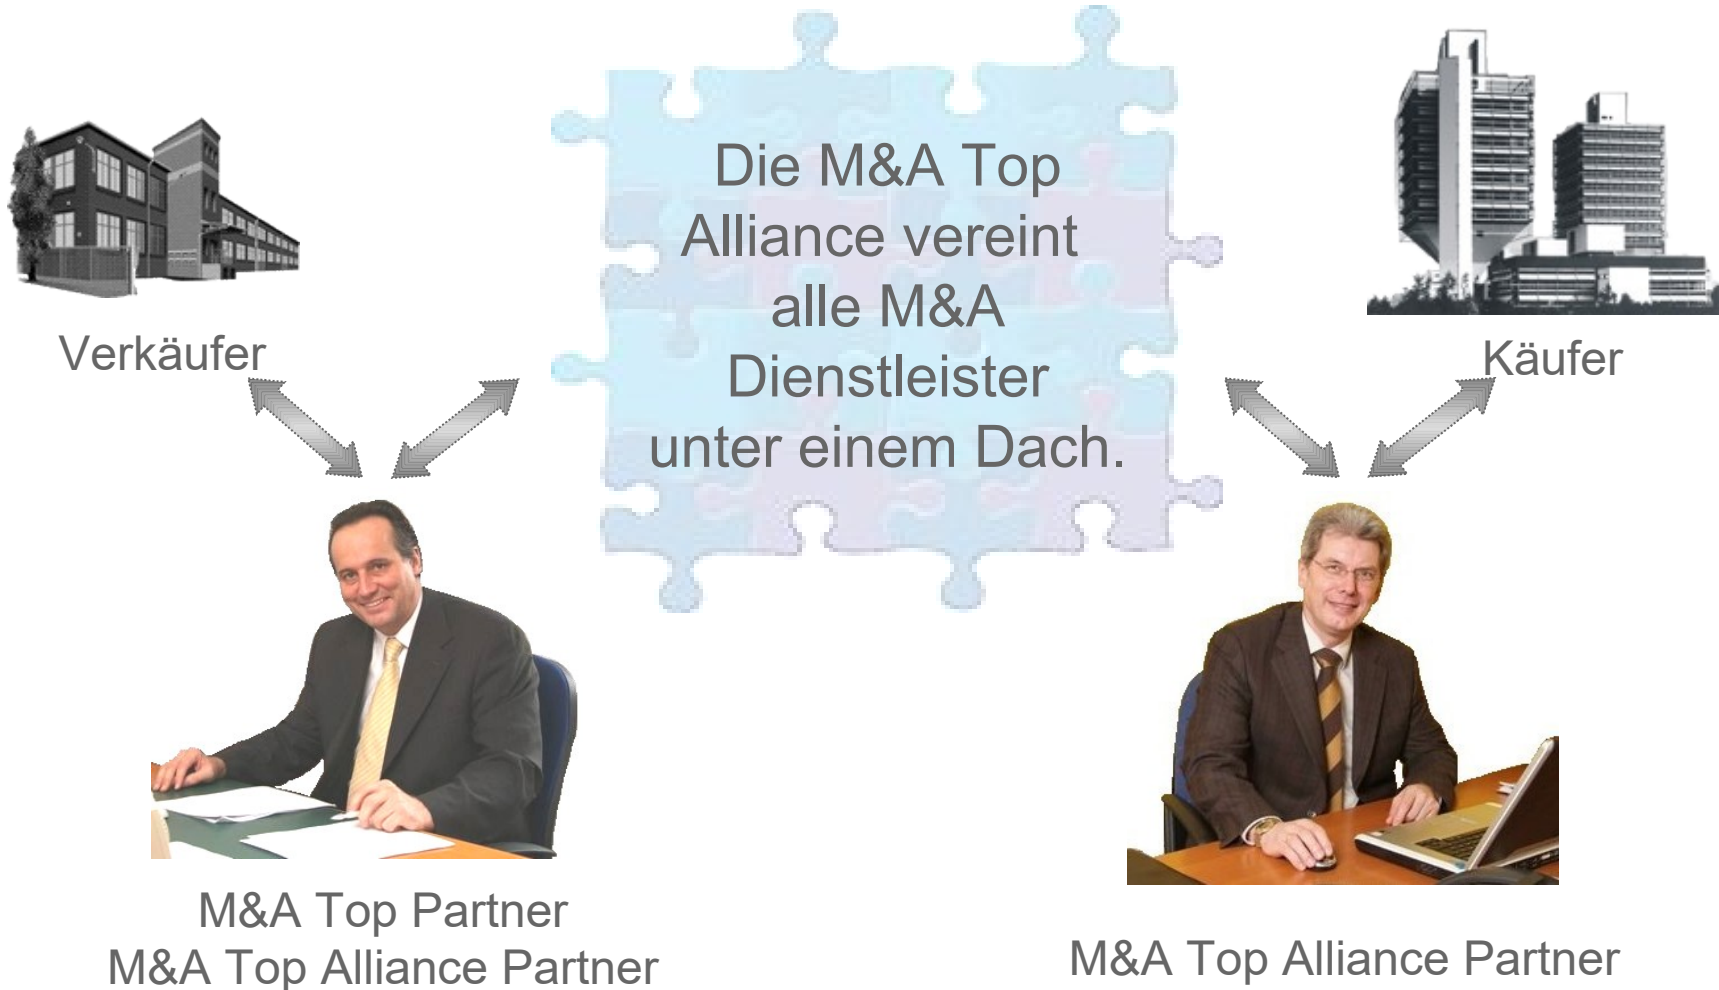 Die M&A Top
Alliance vereint
alle M&A
Dienstleister
unter einem Dach.
Verkäufer
Käufer
M&A Top Partner
M&A Top Alliance Partner
M&A Top Alliance Partner